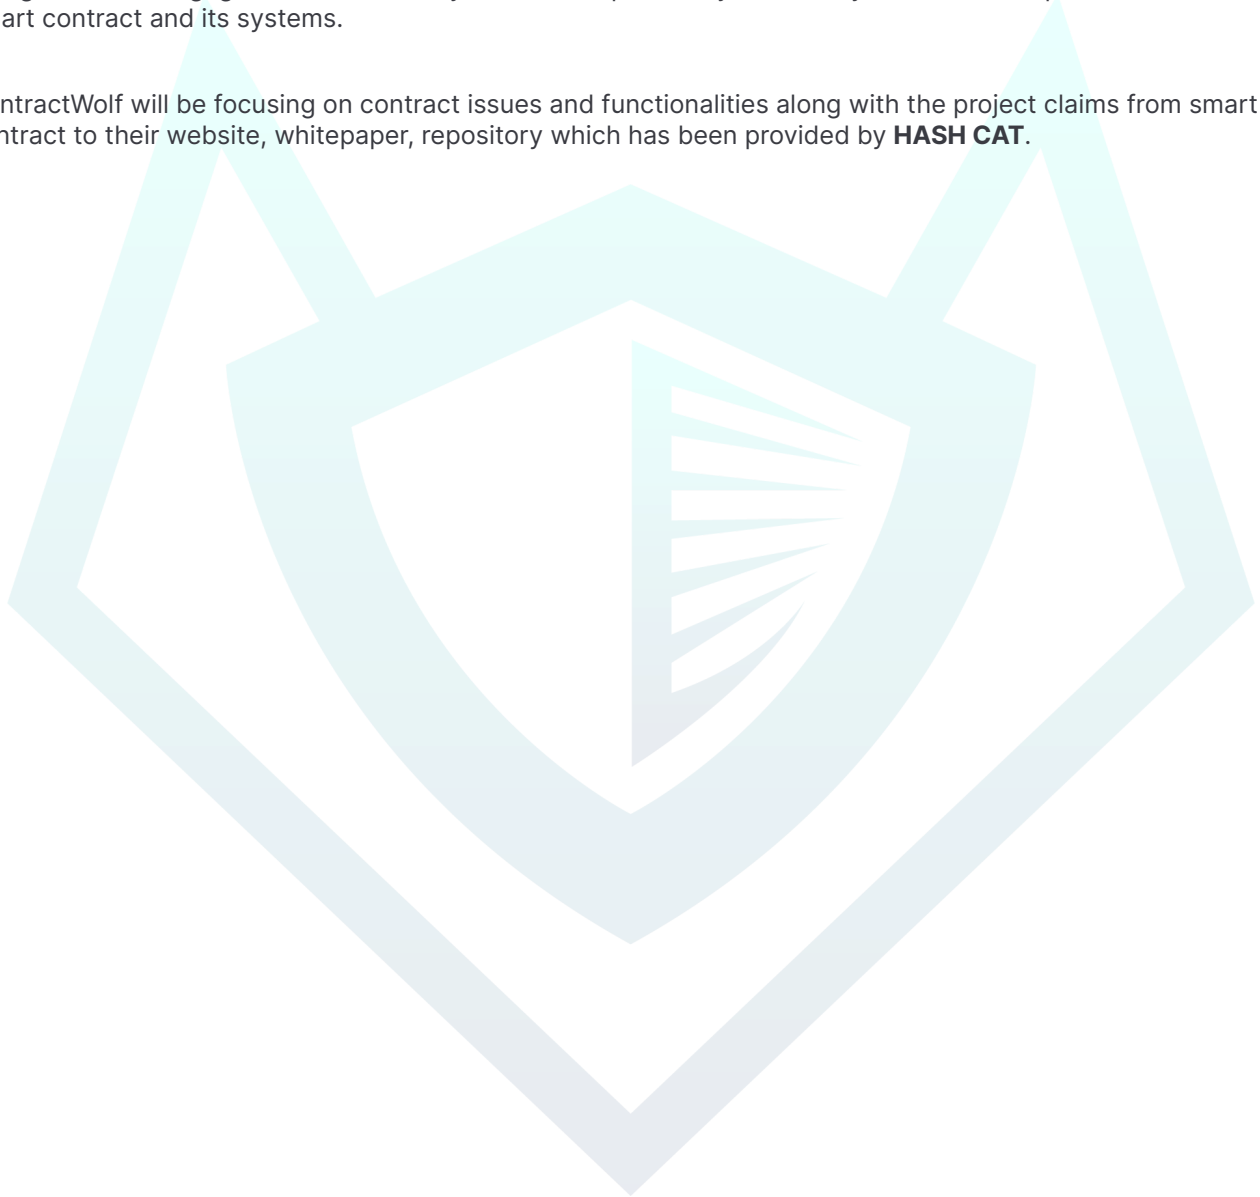 art contract and its systems.
ntractWolf will be focusing on contract issues and functionalities along with the project claims from smart
ntract to their website, whitepaper, repository which has been provided by HASH CAT.